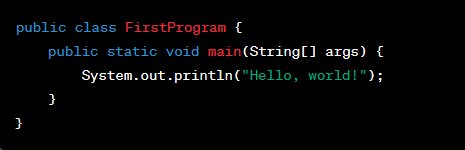 public class FirstProgram {
    public static void main(String[] args) {
        System.out.println("Hello, world!");
    }
}